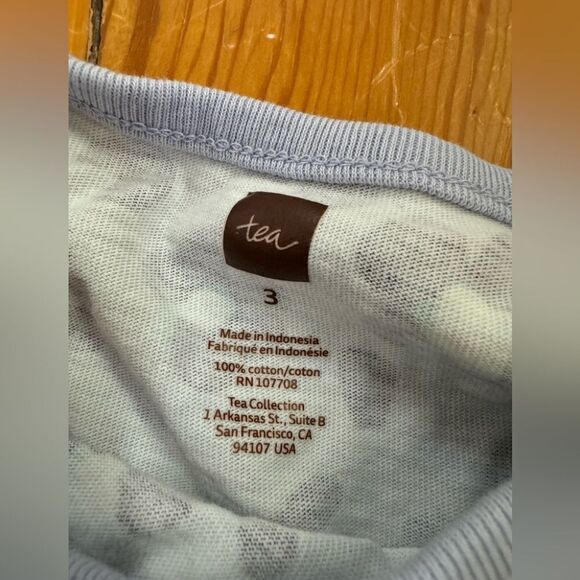 tea
3
Made in Indonesia
Fabriqué en Indonésie
100% cotton/coton
RN 107708
Tea Collection
1 Arkansas St., Suite B
San Francisco, CA
94107 USA